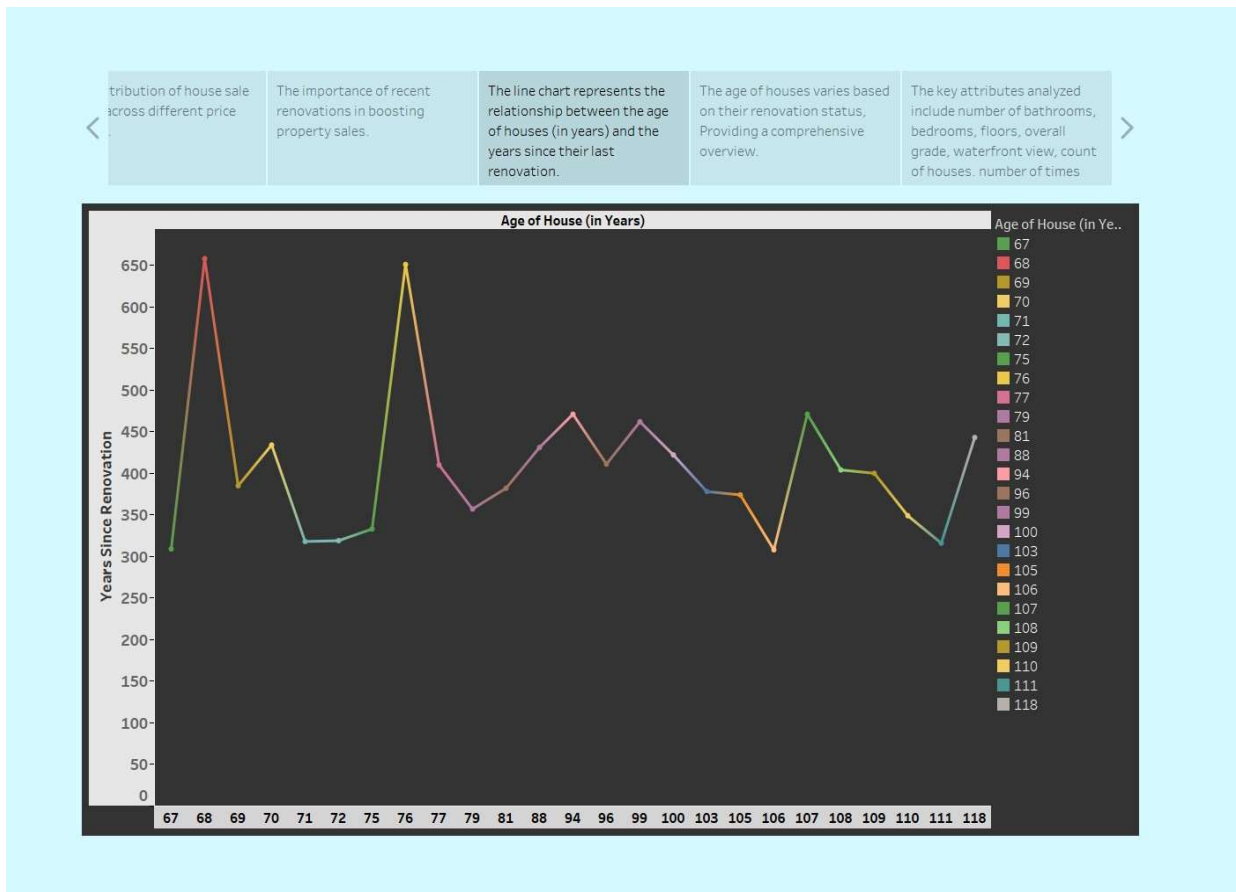 tribution of house sale
across different price
.
The importance of recent
renovations in boosting
property sales.
The line chart represents the
relationship between the age
of houses (in years) and the
years since their last
renovation.
The age of houses varies based
on their renovation status,
Providing a comprehensive
overview.
The key attributes analyzed
include number of bathrooms,
bedrooms, floors, overall
grade, waterfront view, count
of houses. number of times
Age of House (in Years)
Years Since Renovation
650
600
550
500
450
400
350
300
250
200
150
100
50
0
67 68 69 70 71 72 75 76 77 79 81 88 94 96 99 100 103 105 106 107 108 109 110 111 118
Age of House (in Ye..
67
68
69
70
71
72
75
76
77
79
81
88
94
96
99
100
103
105
106
107
108
109
110
111
118